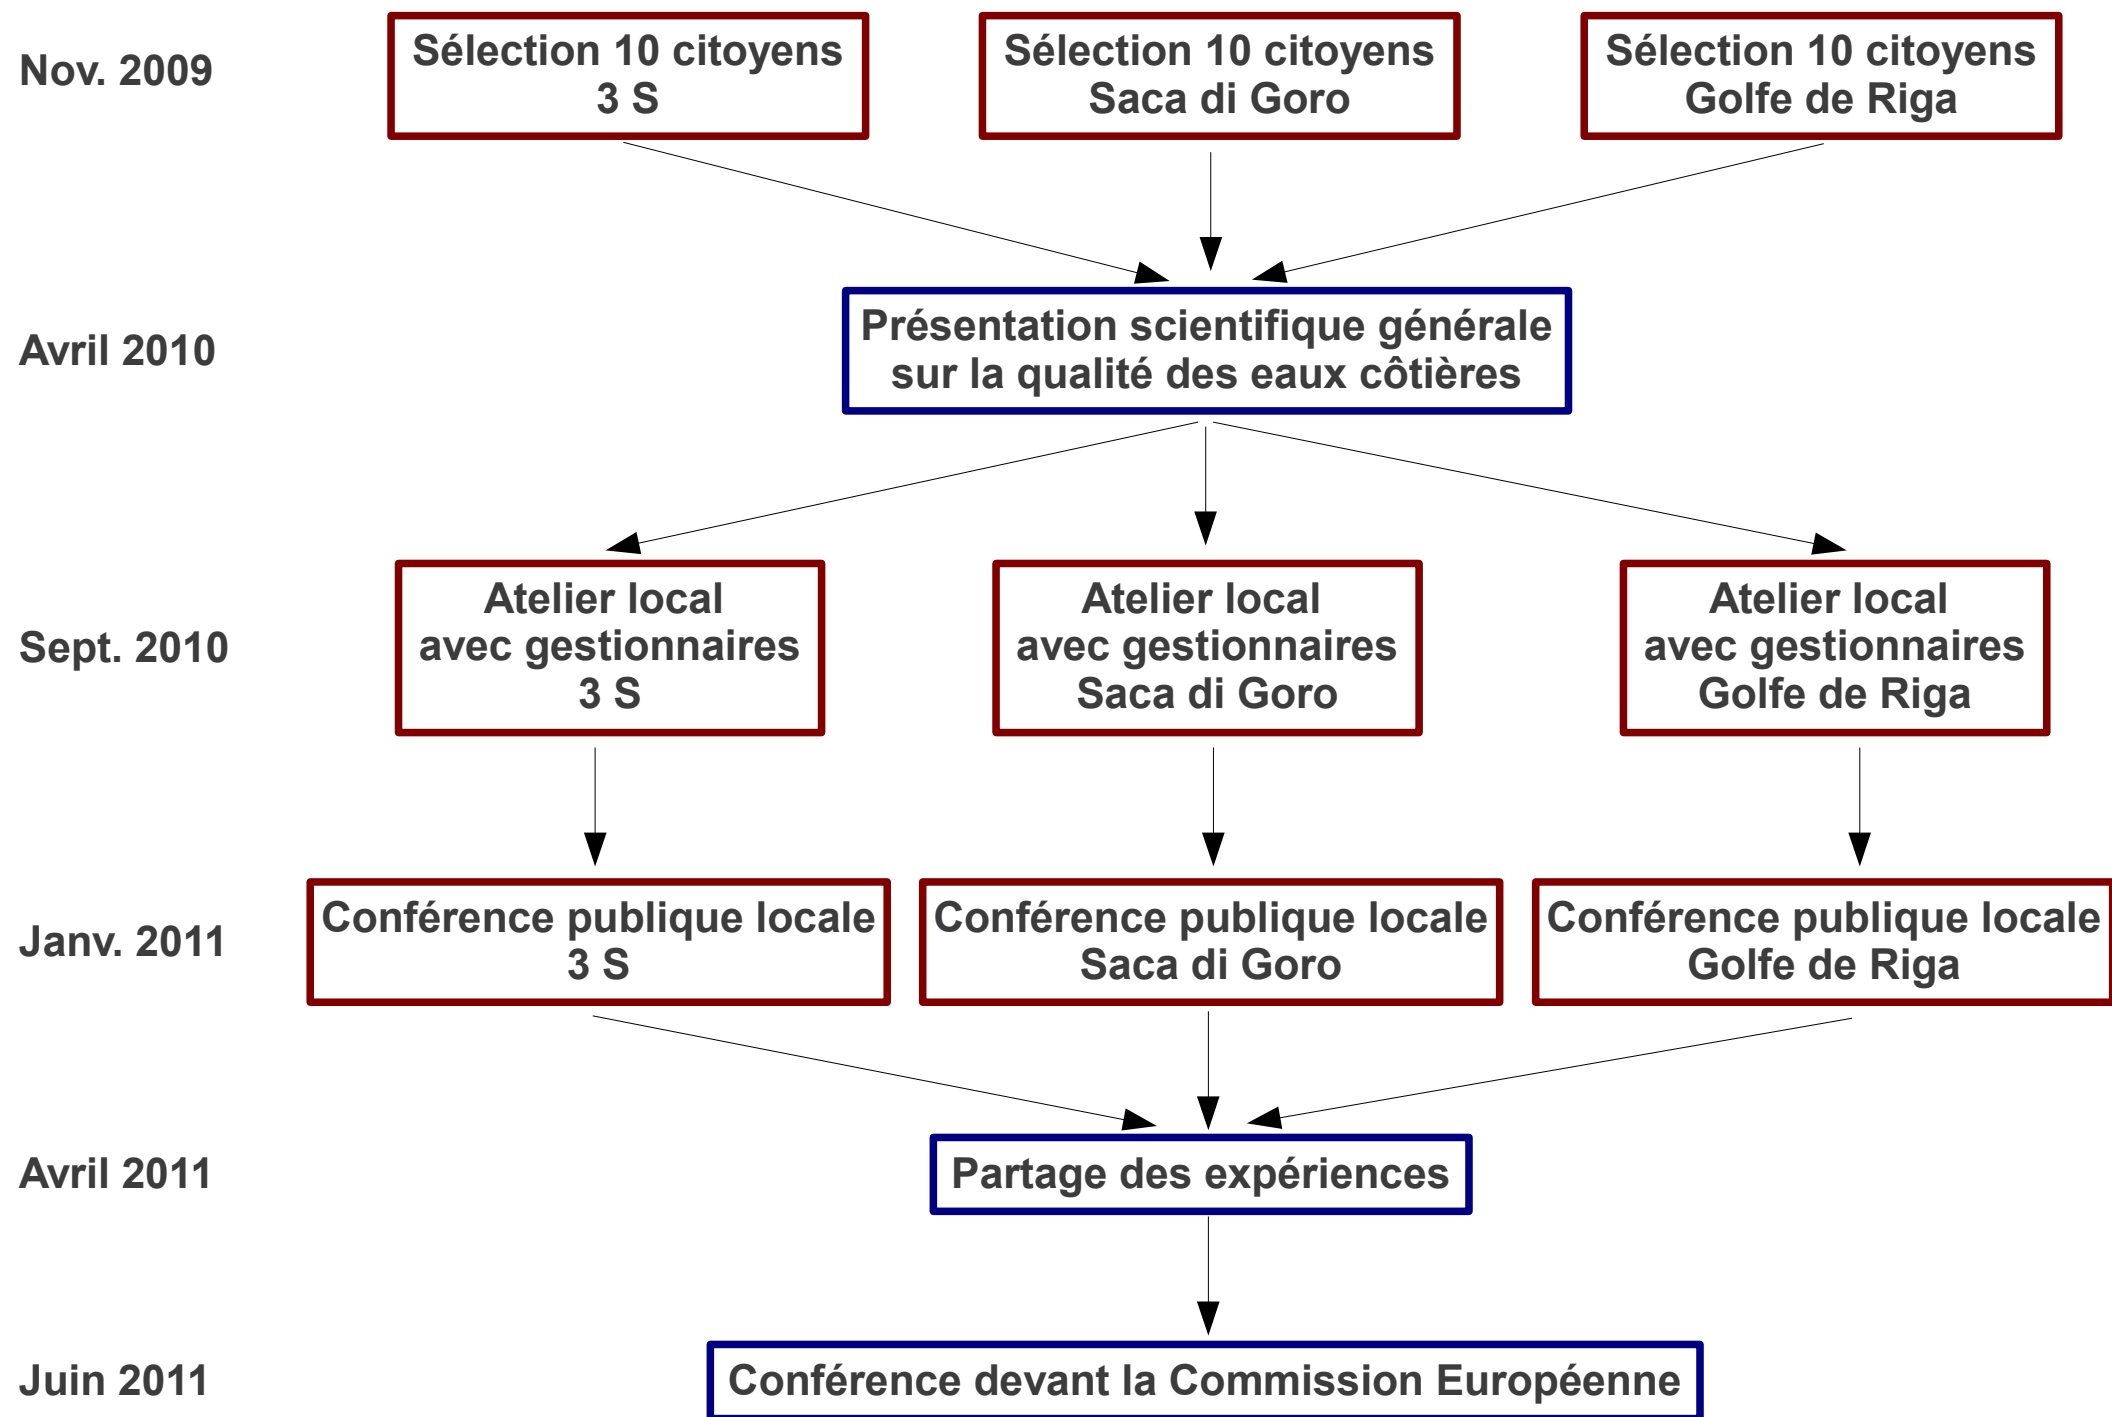 Nov. 2009
Sélection 10 citoyens
3 S
Sélection 10 citoyens
Saca di Goro
Sélection 10 citoyens
Golfe de Riga
Avril 2010
Présentation scientifique générale
sur la qualité des eaux côtières
Sept. 2010
Atelier local
avec gestionnaires
3 S
Atelier local
avec gestionnaires
Saca di Goro
Atelier local
avec gestionnaires
Golfe de Riga
Janv. 2011
Conférence publique locale
3 S
Conférence publique locale
Saca di Goro
Conférence publique locale
Golfe de Riga
Avril 2011
Partage des expériences
Juin 2011
Conférence devant la Commission Européenne